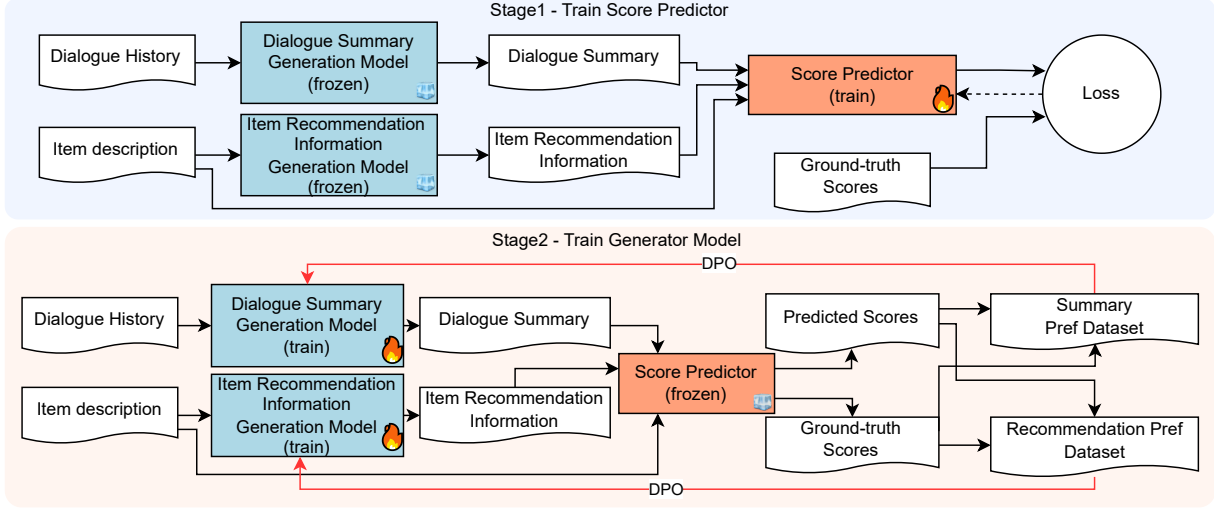 Stage1 - Train Score Predictor
Dialogue History
Dialogue Summary
Generation Model
(frozen)
Dialogue Summary
Score Predictor
(train)
Loss
Item description
Item Recommendation
Information
Generation Model
(frozen)
Item Recommendation
Information
Ground-truth
Scores
Stage2 - Train Generator Model
DPO
Dialogue History
Dialogue Summary
Generation Model
(train)
Dialogue Summary
Predicted Scores
Summary
Pref Dataset
Score Predictor
(frozen)
Item description
Item Recommendation
Information
Generation Model
(train)
Item Recommendation
Information
Ground-truth
Scores
Recommendation Pref
Dataset
DPO